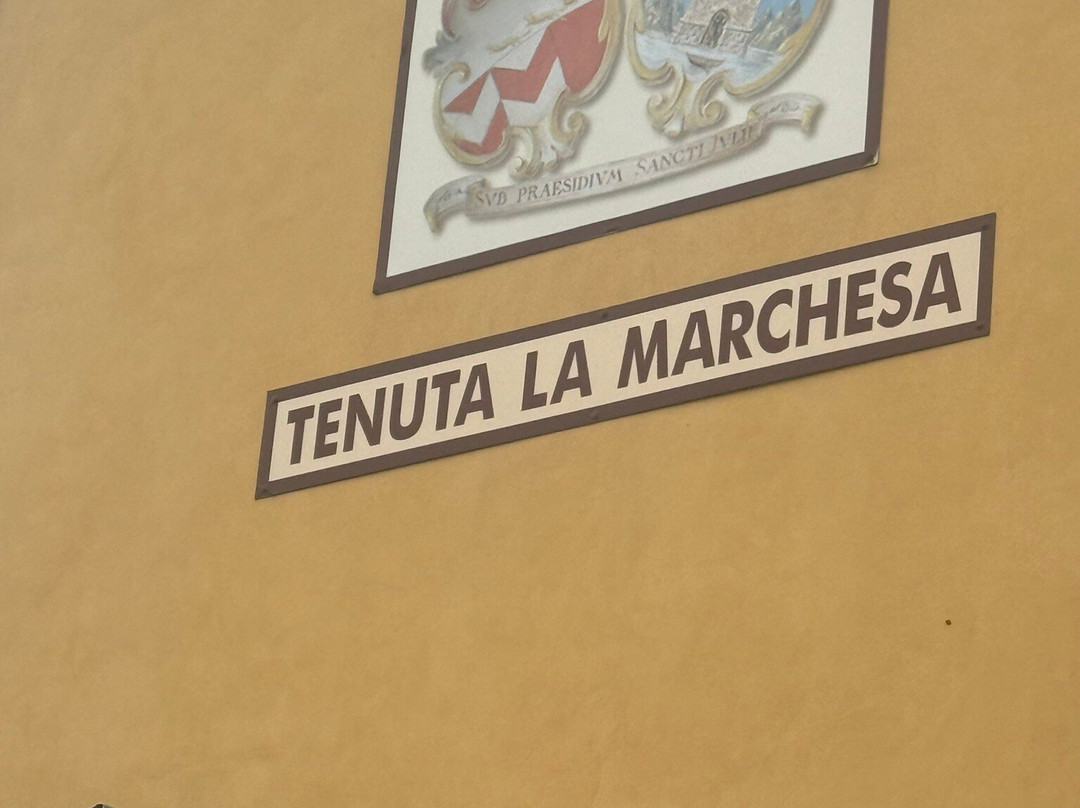 SVB PRAESIDIVM SANCTI IVLII
TENUTA LA MARCHESA